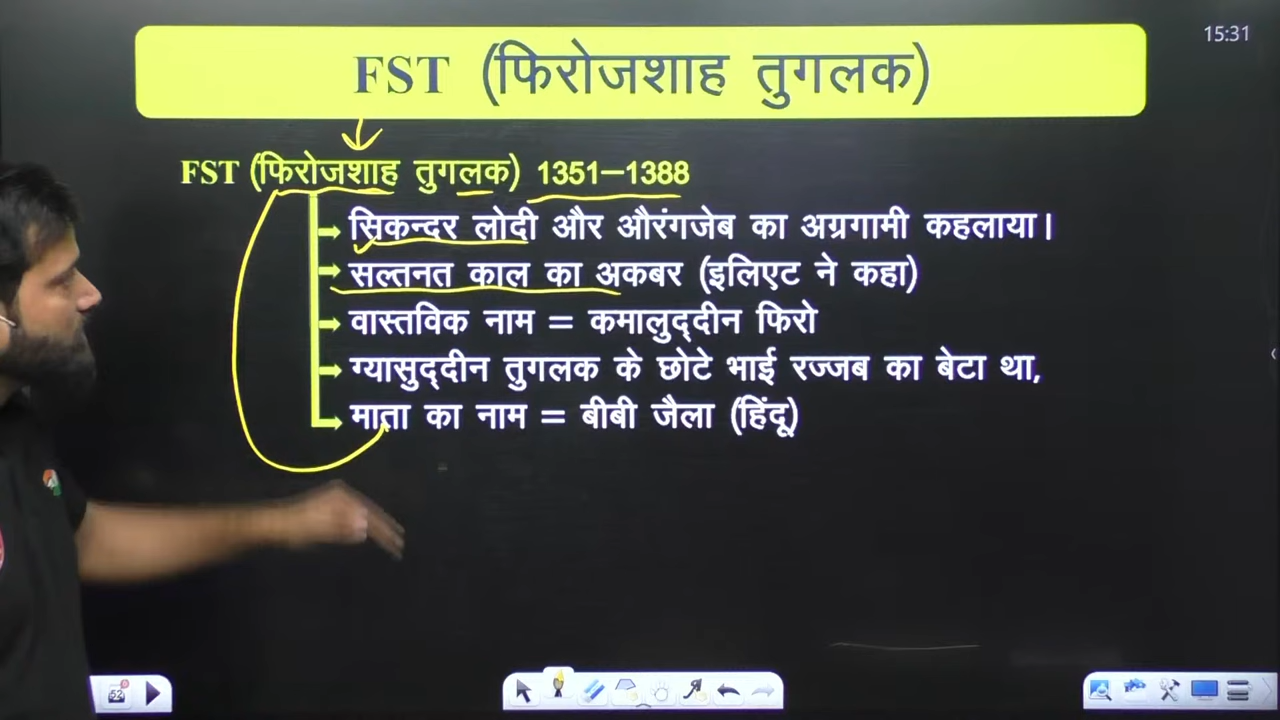 15:31
FST (फिरोजशाह तुगलक)
FST (फिरोजशाह तुगलक) 1351–1388
सिकन्दर लोदी और औरंगजेब का अग्रगामी कहलाया।
सल्तनत काल का अकबर (इलिएट ने कहा)
वास्तविक नाम = कमालुद्दीन फिरो
ग्यासुद्दीन तुगलक के छोटे भाई रज्जब का बेटा था,
माता का नाम = बीबी जैला (हिंदू)
52